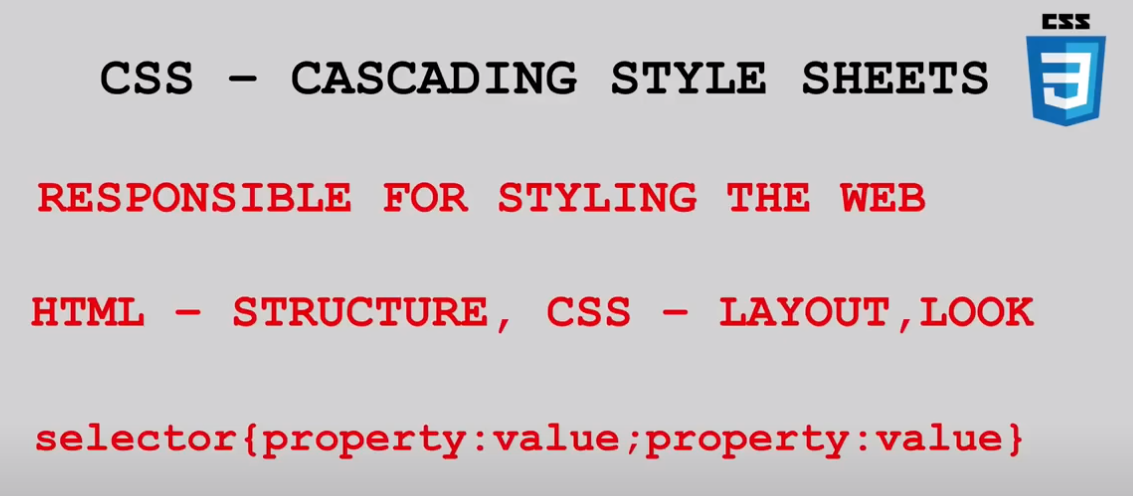 CSS
CSS – CASCADING STYLE SHEETS
3
RESPONSIBLE FOR STYLING THE WEB
HTML – STRUCTURE, CSS – LAYOUT,LOOK
selector{property:value;property:value}